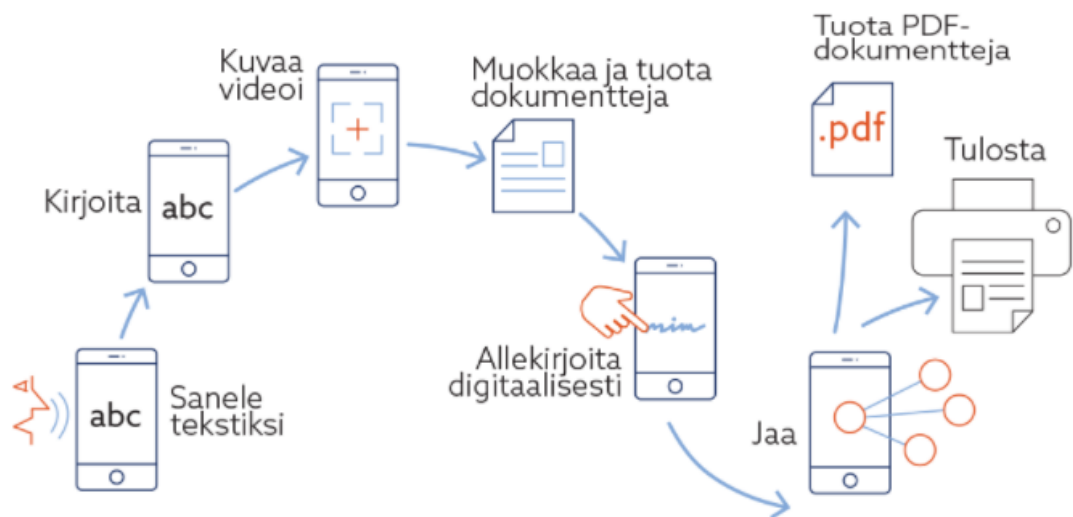 Sanele
tekstiksi
abc
Kirjoita
abc
Kuvaa
videoi
Muokkaa ja tuota
dokumentteja
Allekirjoita
digitaalisesti
nimi
Jaa
Tuota PDF-
dokumentteja
.pdf
Tulosta